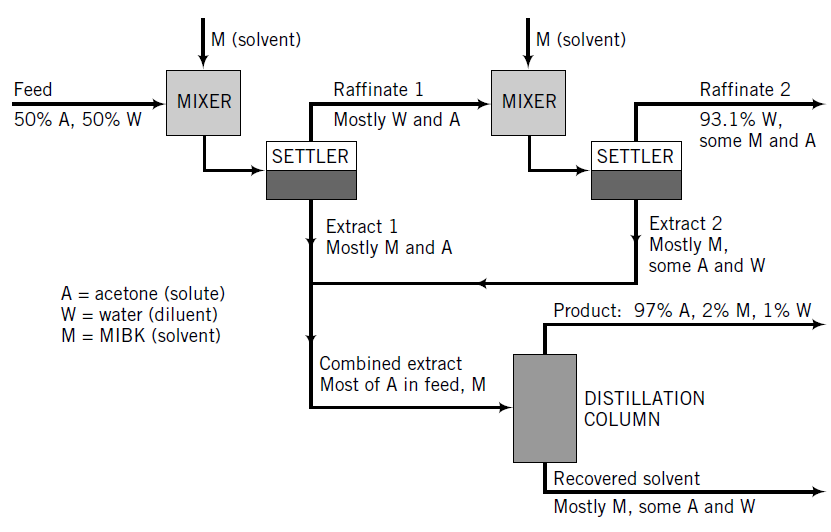 M (solvent)
M (solvent)
Feed
50% A, 50% W
MIXER
Raffinate 1
Mostly W and A
MIXER
Raffinate 2
93.1% W,
some M and A
SETTLER
SETTLER
Extract 1
Mostly M and A
Extract 2
Mostly M,
some A and W
A = acetone (solute)
W = water (diluent)
M = MIBK (solvent)
Product: 97% A, 2% M, 1% W
Combined extract
Most of A in feed, M
DISTILLATION
COLUMN
Recovered solvent
Mostly M, some A and W